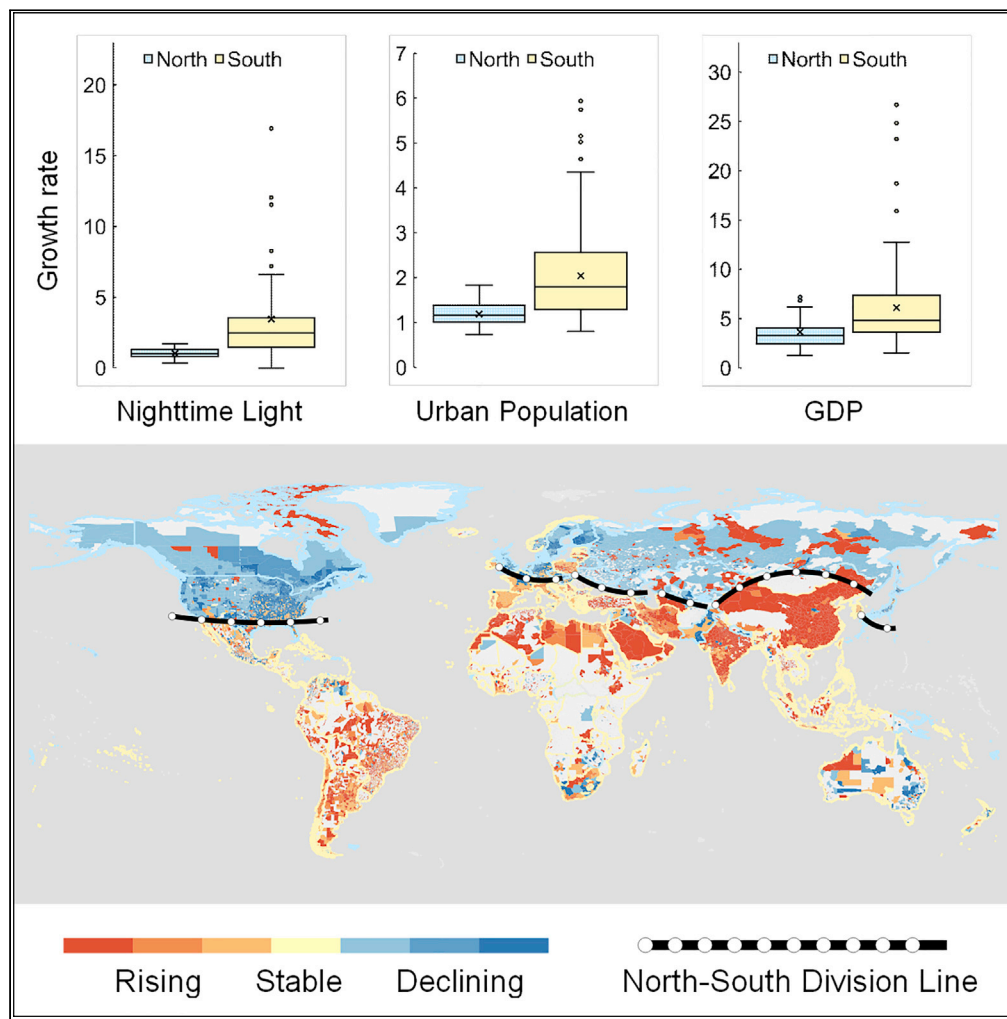 North South
North South
North South
20
15
10
5
0
7
6
5
4
3
2
1
0
30
25
20
15
10
5
0
Growth rate
Nighttime Light
Urban Population
GDP
Rising Stable Declining
North-South Division Line